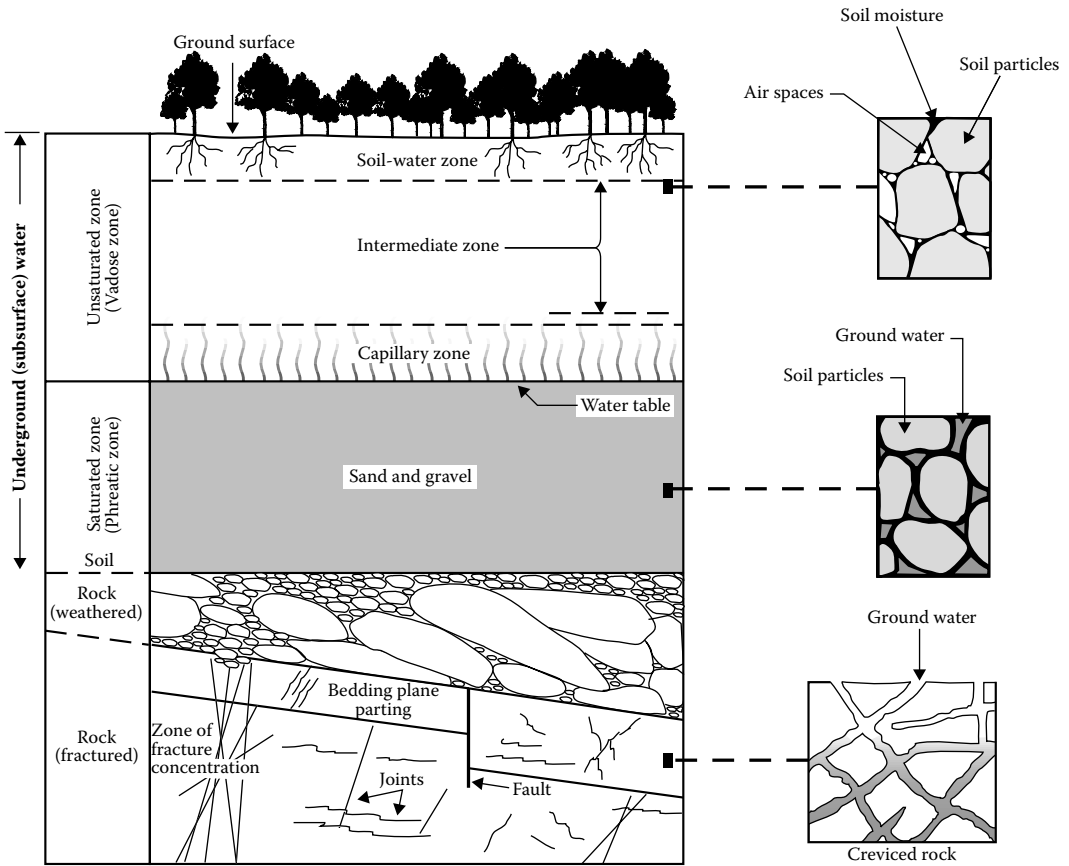 Soil moisture
Ground surface
Soil particles
Air spaces
Soil-water zone
Underground (subsurface) water
Unsaturated zone
(Vadose zone)
Intermediate zone
Capillary zone
Ground water
Soil particles
Water table
Saturated zone
(Phreatic zone)
Sand and gravel
Soil
Rock
(weathered)
Ground water
Bedding plane
parting
Rock
(fractured)
Zone of
fracture
concentration
Joints
Fault
Creviced rock